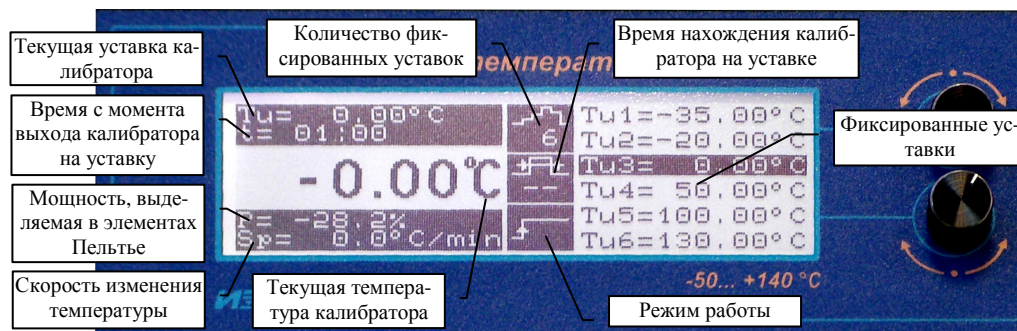 Текущая уставка ка-
либратора
Количество фик-
сированных уставок
Время нахождения калиб-
ратора на уставке
Время с момента
выхода калибратора
на уставку
Фиксированные ус-
тавки
Мощность, выде-
ляемая в элементах
Пельтье
Скорость изменения
температуры
Текущая темпера-
тура калибратора
Режим работы
температ
Tu= 0.00°C
01:00
-0.00°C
P= -28.2%
Sp= 0.0°C/min
6
--
Tu1=-35.00°C
Tu2=-20.00°C
Tu3= 0.00°C
Tu4= 50.00°C
Tu5=100.00°C
Tu6=130.00°C
-50... +140 °C